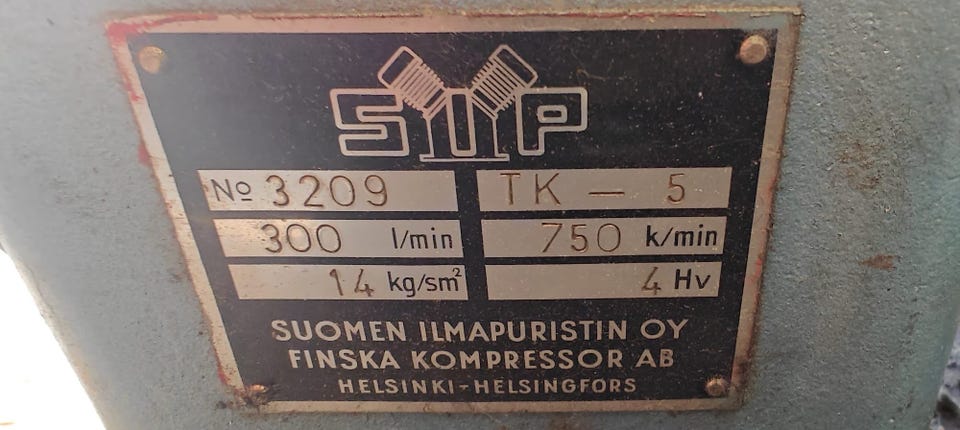 SIP
No 3209 TK — 5
300 l/min 750 k/min
14 kg/sm² 4 Hv
SUOMEN ILMAPURISTIN OY
FINSKA KOMPRESSOR AB
HELSINKI-HELSINGFORS